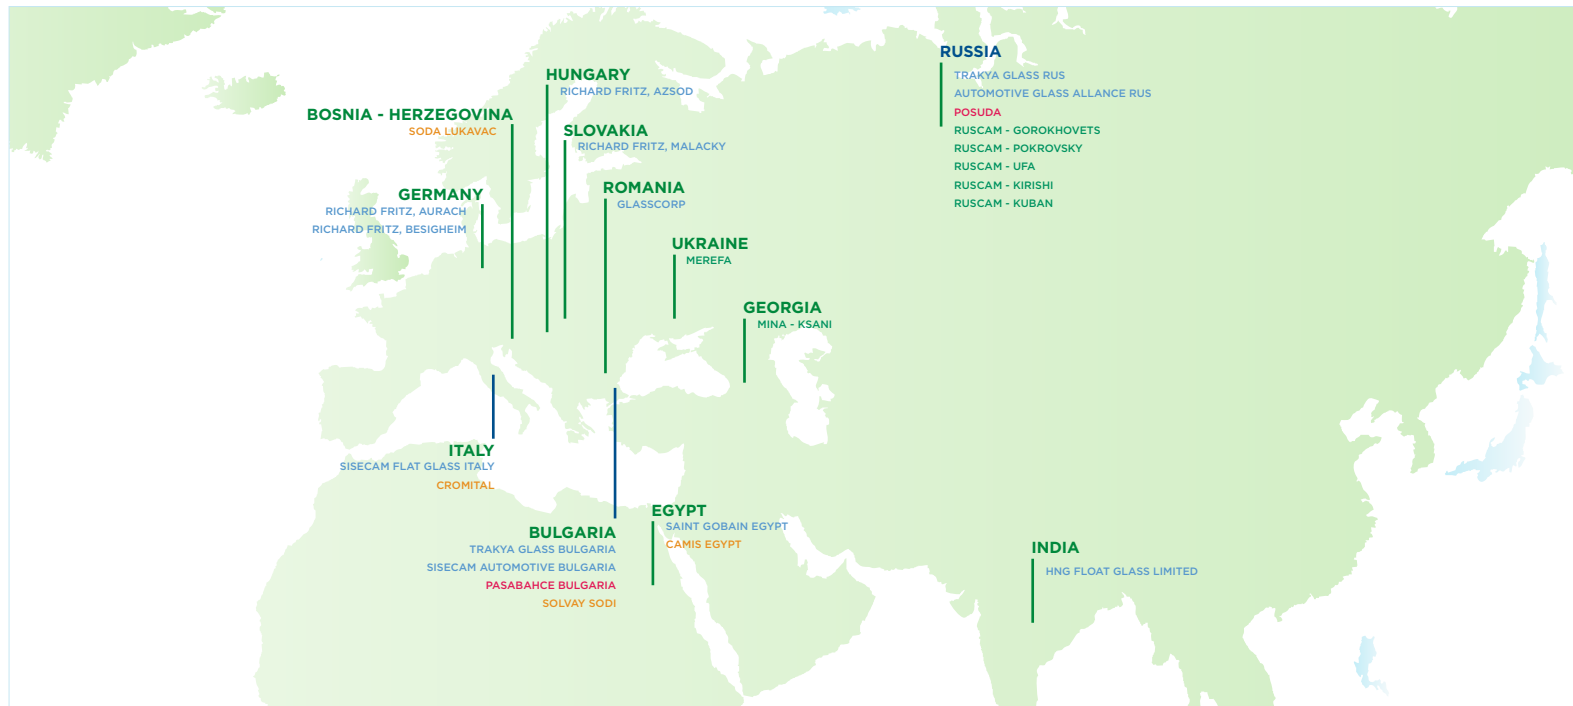 RUSSIA
TRAKYA GLASS RUS
AUTOMOTIVE GLASS ALLANCE RUS
POSUDA
RUSCAM - GOROKHOVETS
RUSCAM - POKROVSKY
RUSCAM - UFA
RUSCAM - KIRISHI
RUSCAM - KUBAN
HUNGARY
RICHARD FRITZ, AZSOD
BOSNIA - HERZEGOVINA
SODA LUKAVAC
SLOVAKIA
RICHARD FRITZ, MALACKY
GERMANY
RICHARD FRITZ, AURACH
RICHARD FRITZ, BESIGHEIM
ROMANIA
GLASSCORP
UKRAINE
MEREFA
GEORGIA
MINA - KSANI
ITALY
SISECAM FLAT GLASS ITALY
CROMITAL
BULGARIA
TRAKYA GLASS BULGARIA
SISECAM AUTOMOTIVE BULGARIA
PASABAHCE BULGARIA
SOLVAY SODI
EGYPT
SAINT GOBAIN EGYPT
CAMIS EGYPT
INDIA
HNG FLOAT GLASS LIMITED